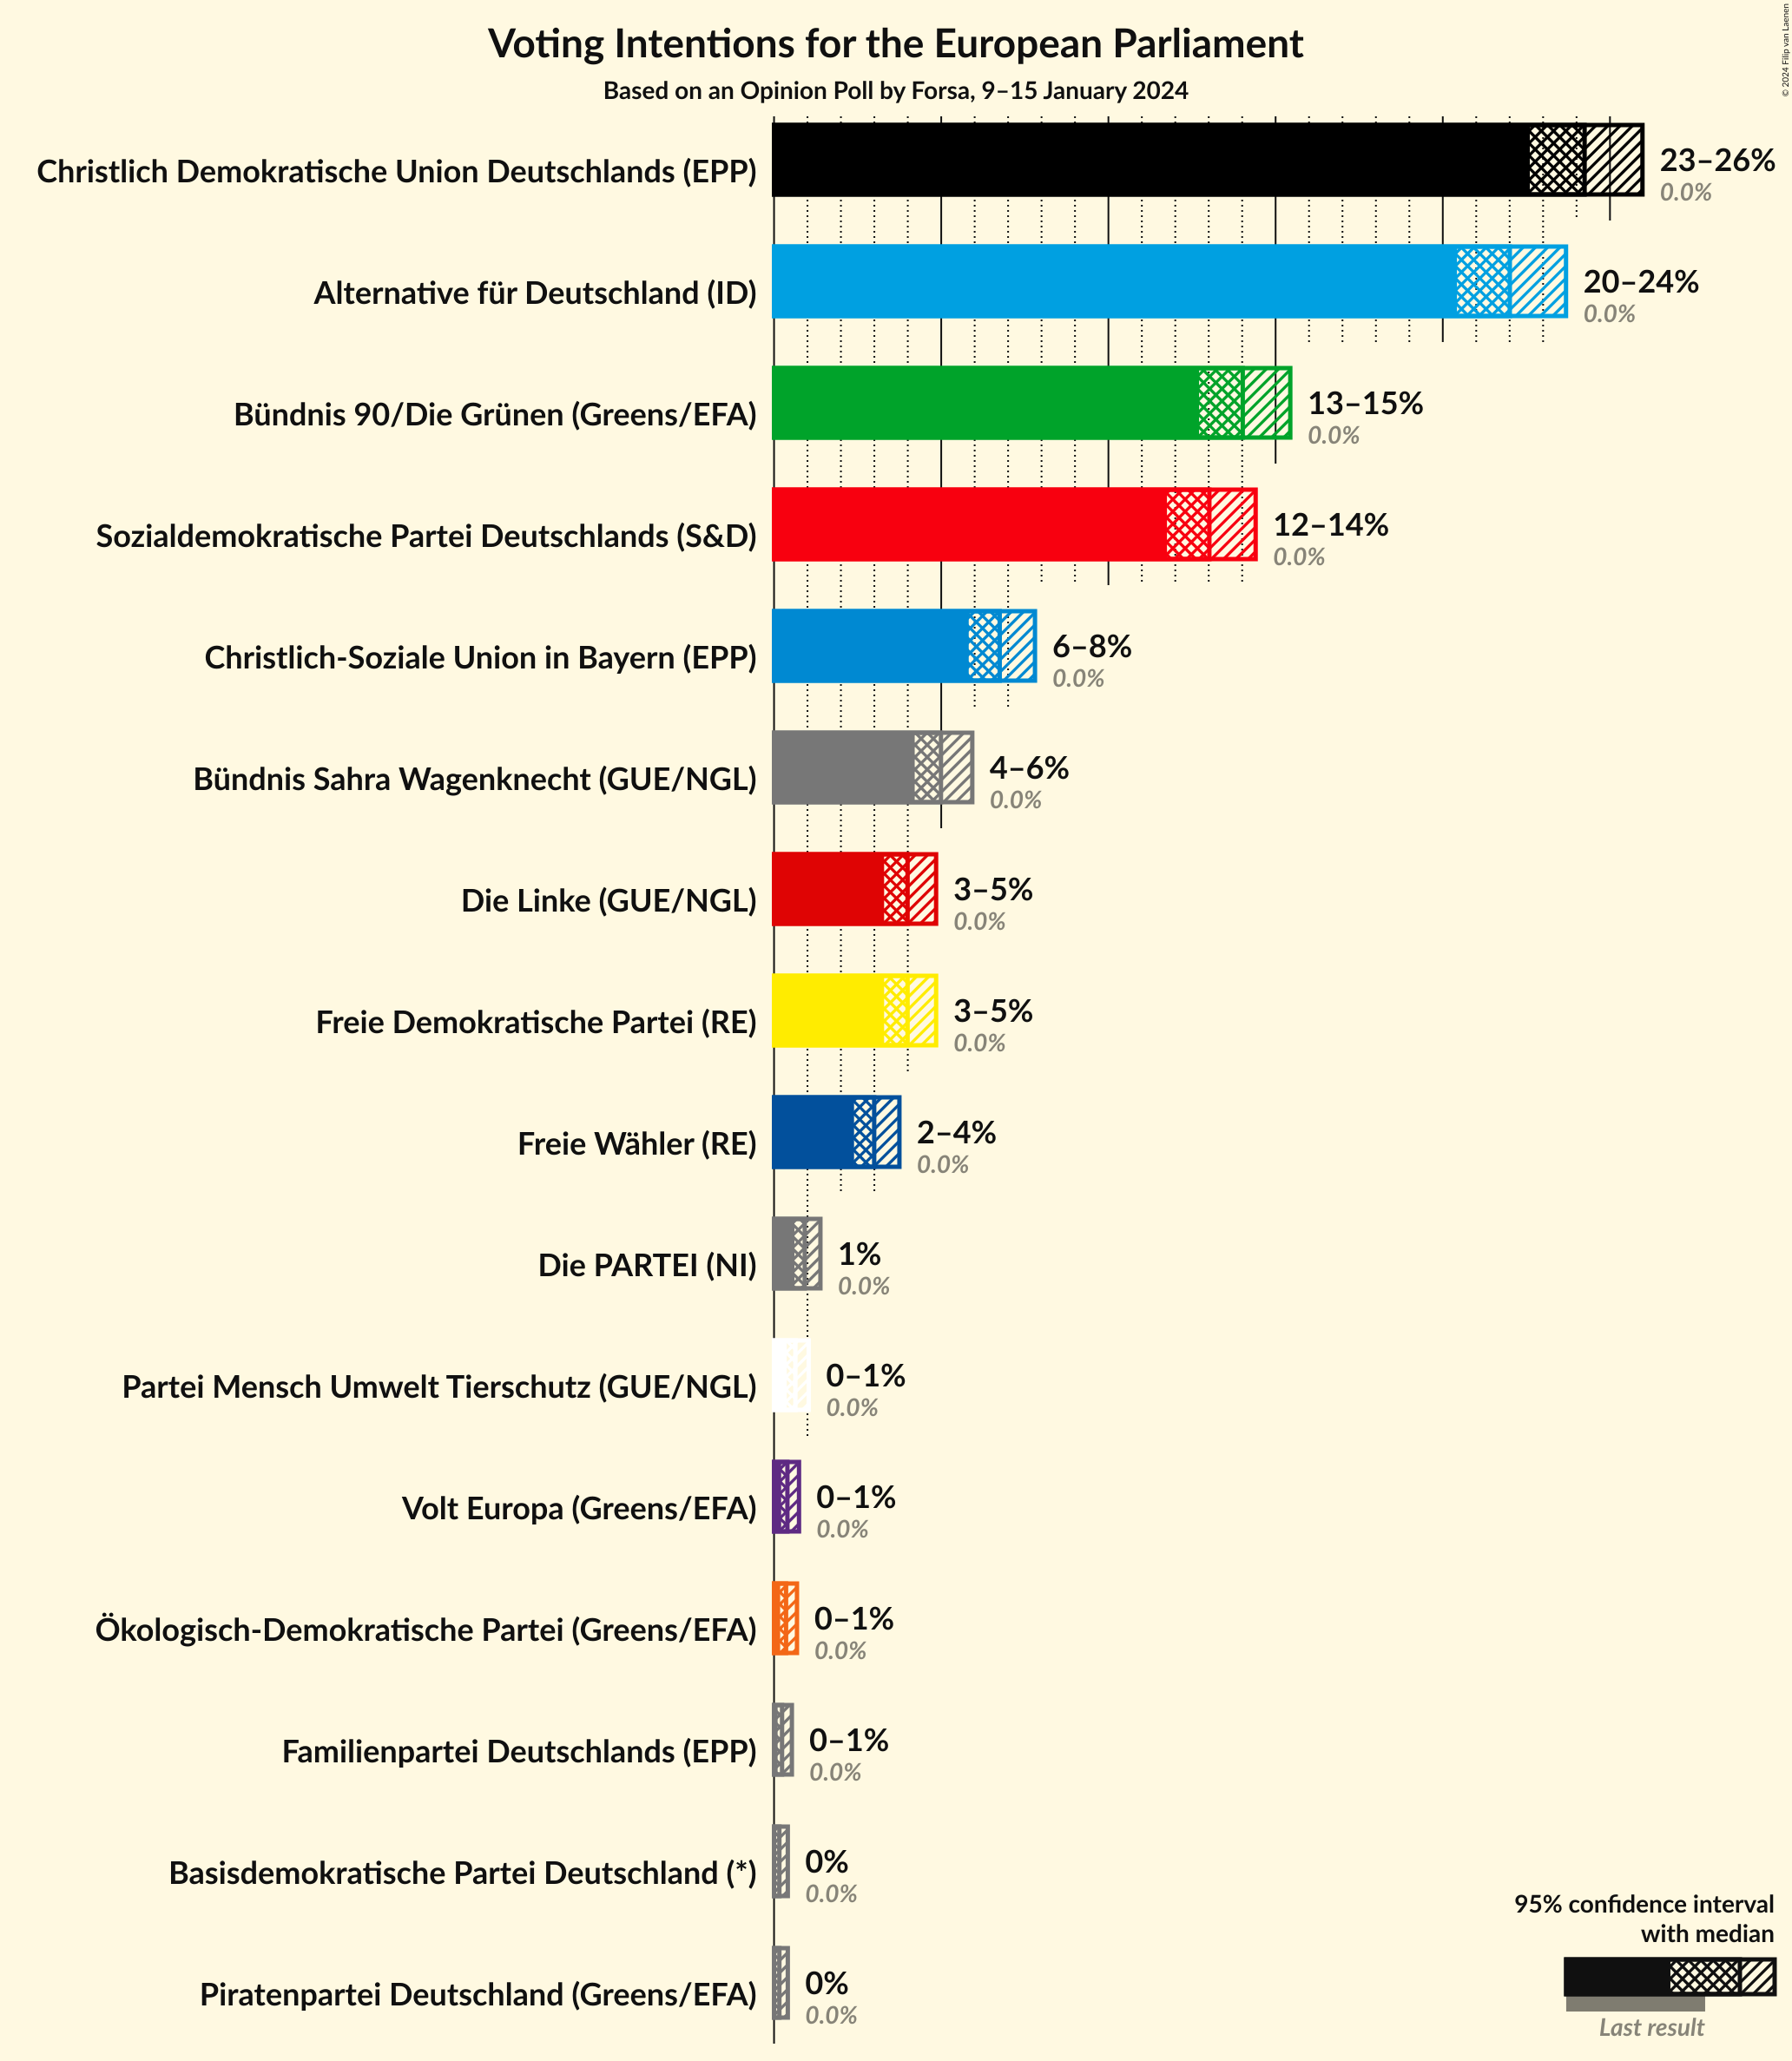 Voting Intentions for the European Parliament
Based on an Opinion Poll by Forsa, 9–15 January 2024
© 2024 Filip van Laenen
Christlich Demokratische Union Deutschlands (EPP)
23–26%
0.0%
Alternative für Deutschland (ID)
20–24%
0.0%
Bündnis 90/Die Grünen (Greens/EFA)
13–15%
0.0%
Sozialdemokratische Partei Deutschlands (S&D)
12–14%
0.0%
Christlich-Soziale Union in Bayern (EPP)
6–8%
0.0%
Bündnis Sahra Wagenknecht (GUE/NGL)
4–6%
0.0%
Die Linke (GUE/NGL)
3–5%
0.0%
Freie Demokratische Partei (RE)
3–5%
0.0%
Freie Wähler (RE)
2–4%
0.0%
Die PARTEI (NI)
1%
0.0%
Partei Mensch Umwelt Tierschutz (GUE/NGL)
0–1%
0.0%
Volt Europa (Greens/EFA)
0–1%
0.0%
Ökologisch-Demokratische Partei (Greens/EFA)
0–1%
0.0%
Familienpartei Deutschlands (EPP)
0–1%
0.0%
Basisdemokratische Partei Deutschland (*)
0%
0.0%
Piratenpartei Deutschland (Greens/EFA)
0%
0.0%
95% confidence interval
with median
Last result